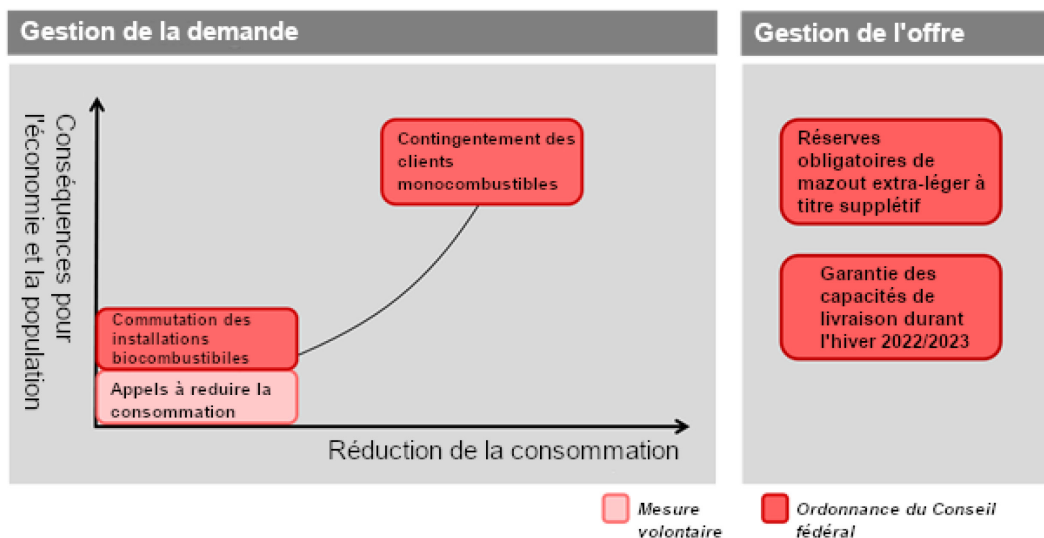 Gestion de la demande
Conséquences pour
l'économie et la population
Contingentement des
clients
monocombustibles
Commutation des
installations
biocombustibiles
Appels à reduire la
consommation
Réduction de la consommation
Gestion de l'offre
Réserves
obligatoires de
mazout extra-léger à
titre supplétif
Garantie des
capacités de
livraison durant
l'hiver 2022/2023
Mesure
volontaire
Ordonnance du Conseil
fédéral